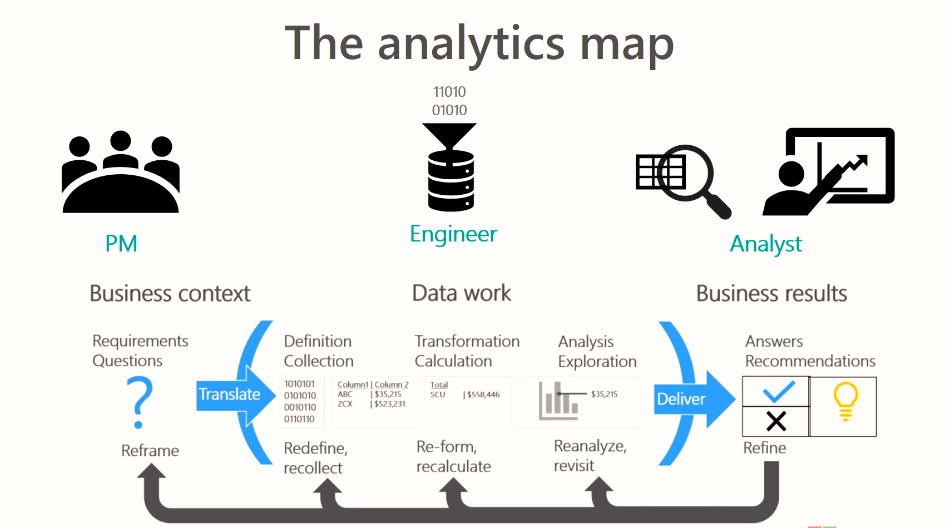 The analytics map
11010
01010
PM
Engineer
Analyst
Business context
Data work
Business results
Requirements
Questions
Definition
Collection
Transformation
Calculation
Analysis
Exploration
Answers
Recommendations
?
Translate
1010101
0101010
0010110
0110110
Column1 | Column 2
ABC | $35,215
ZCX | $523,231
Total
SCU | $558,446
$35,215
Deliver
Reframe
Redefine,
recollect
Re-form,
recalculate
Reanalyze,
revisit
Refine